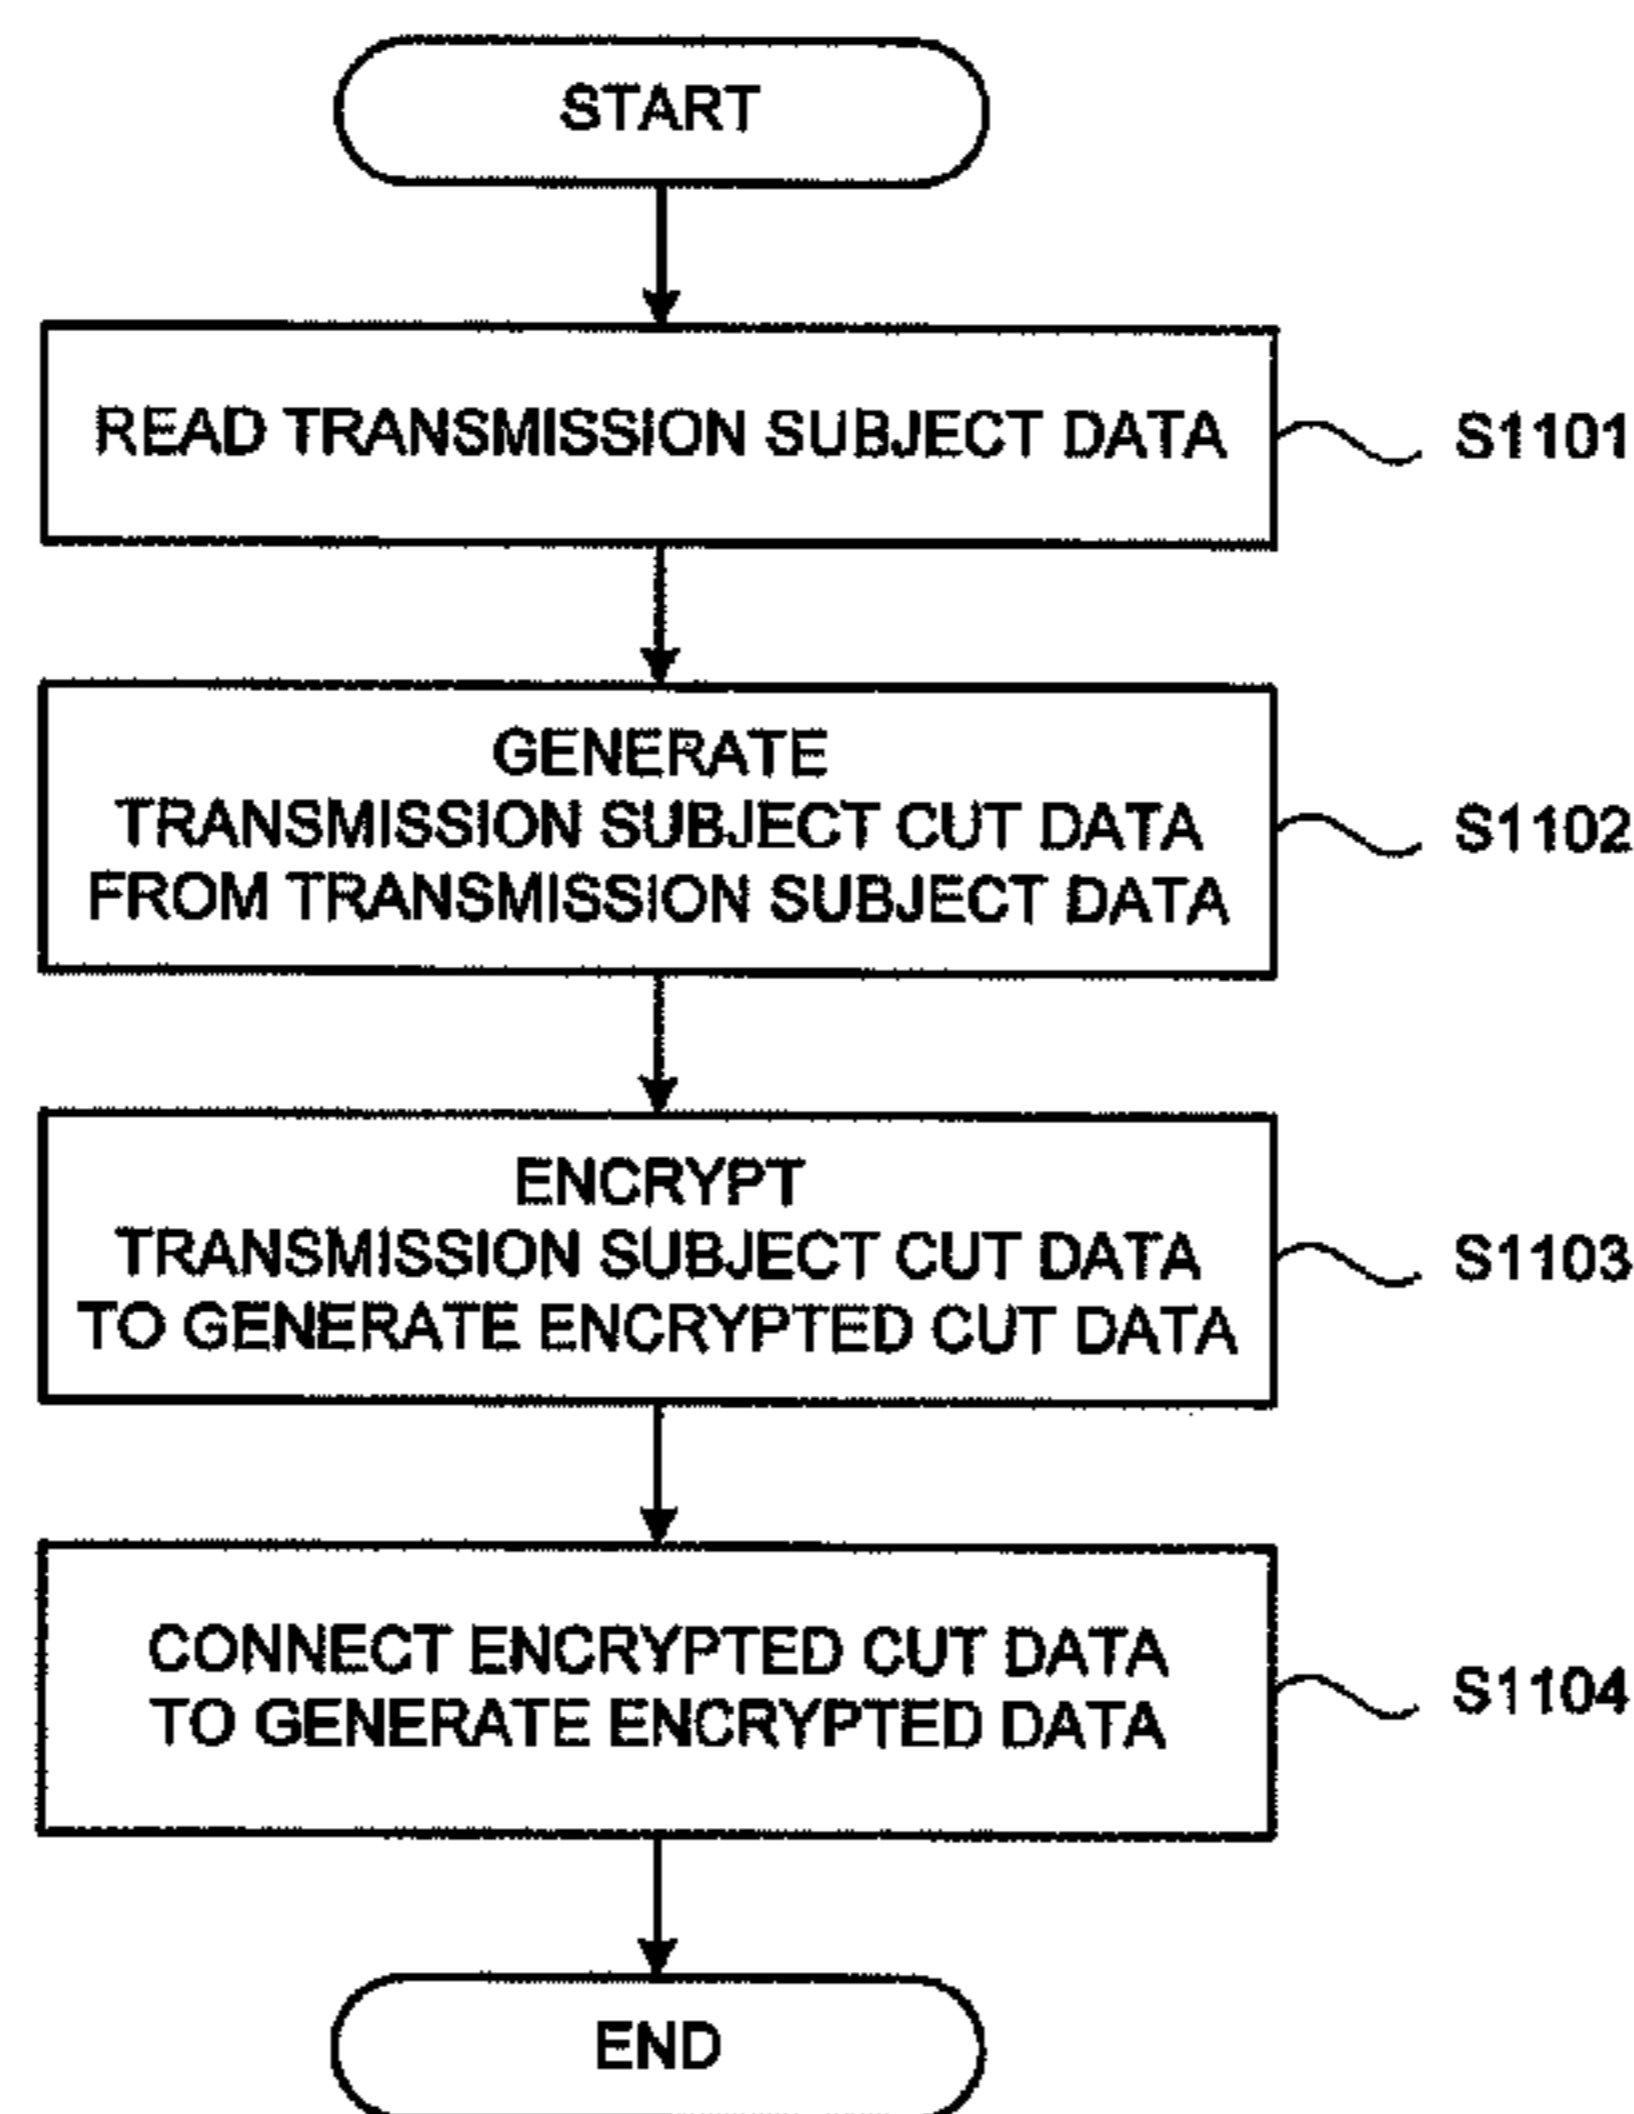 START
READ TRANSMISSION SUBJECT DATA
S1101
GENERATE
TRANSMISSION SUBJECT CUT DATA
FROM TRANSMISSION SUBJECT DATA
S1102
ENCRYPT
TRANSMISSION SUBJECT CUT DATA
TO GENERATE ENCRYPTED CUT DATA
S1103
CONNECT ENCRYPTED CUT DATA
TO GENERATE ENCRYPTED DATA
S1104
END